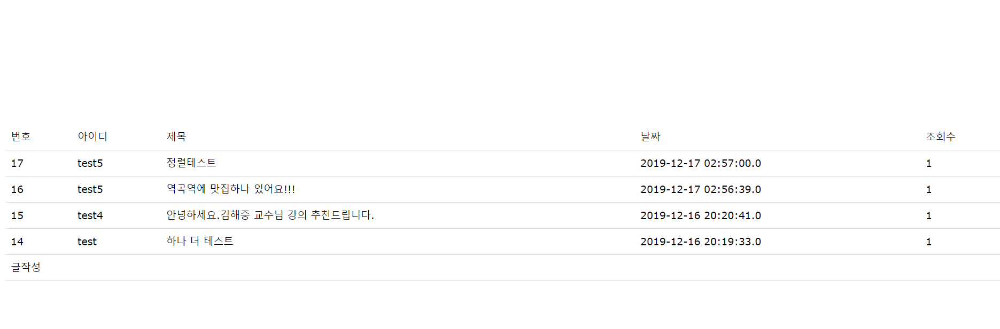 번호 아이디 제목 날짜 조회수
17 test5 정렬테스트 2019-12-17 02:57:00.0 1
16 test5 역곡역에 맛집하나 있어요!!! 2019-12-17 02:56:39.0 1
15 test4 안녕하세요.김해중 교수님 강의 추천드립니다. 2019-12-16 20:20:41.0 1
14 test 하나 더 테스트 2019-12-16 20:19:33.0 1
글작성